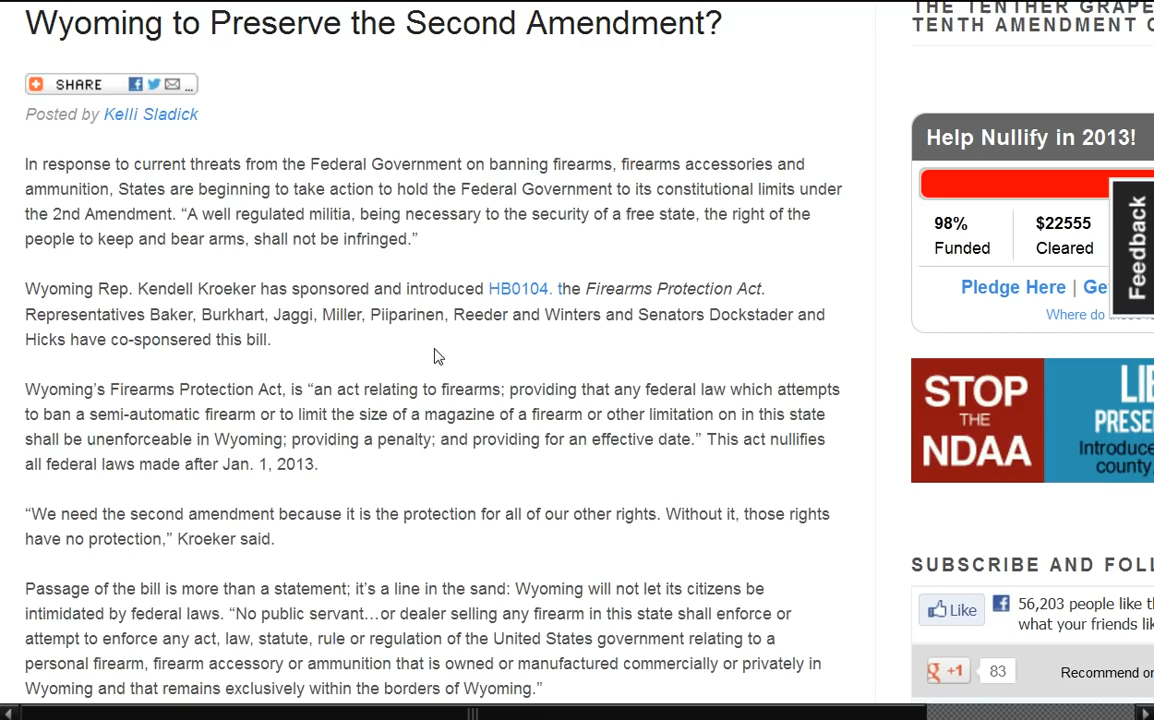 THE TENTHER GRAPE
TENTH AMENDMENT
Wyoming to Preserve the Second Amendment?
SHARE ...
Posted by Kelli Sladick
In response to current threats from the Federal Government on banning firearms, firearms accessories and
ammunition, States are beginning to take action to hold the Federal Government to its constitutional limits under
the 2nd Amendment. “A well regulated militia, being necessary to the security of a free state, the right of the
people to keep and bear arms, shall not be infringed.”
Wyoming Rep. Kendell Kroeker has sponsored and introduced HB0104. the Firearms Protection Act.
Representatives Baker, Burkhart, Jaggi, Miller, Piiparinen, Reeder and Winters and Senators Dockstader and
Hicks have co-sponsored this bill.
Wyoming’s Firearms Protection Act, is “an act relating to firearms; providing that any federal law which attempts
to ban a semi-automatic firearm or to limit the size of a magazine of a firearm or other limitation on in this state
shall be unenforceable in Wyoming; providing a penalty; and providing for an effective date.” This act nullifies
all federal laws made after Jan. 1, 2013.
“We need the second amendment because it is the protection for all of our other rights. Without it, those rights
have no protection,” Kroeker said.
Passage of the bill is more than a statement; it’s a line in the sand: Wyoming will not let its citizens be
intimidated by federal laws. “No public servant…or dealer selling any firearm in this state shall enforce or
attempt to enforce any act, law, statute, rule or regulation of the United States government relating to a
personal firearm, firearm accessory or ammunition that is owned or manufactured commercially or privately in
Wyoming and that remains exclusively within the borders of Wyoming.”
Help Nullify in 2013!
98% $22555
Funded Cleared
Pledge Here | Ge
Where do
Feedback
STOP
THE
NDAA
LIB
PRESE
Introduce
county
SUBSCRIBE AND FOLL
Like 56,203 people like th
what your friends lik
+1 83 Recommend on